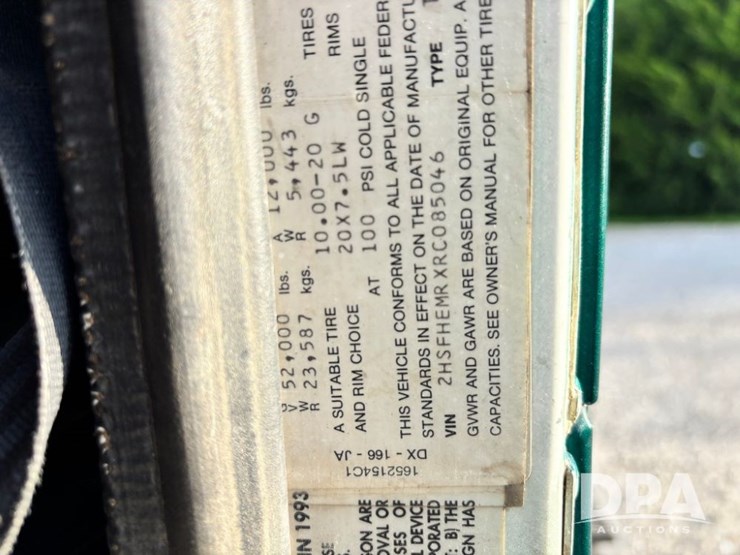 G V W R 52,000 lbs. 23,587 kgs. A W R 12,000 lbs. 5,443 kgs.
A SUITABLE TIRE AND RIM CHOICE 10.00-20 G TIRES
20X7.5LW RIMS
AT 100 PSI COLD SINGLE
THIS VEHICLE CONFORMS TO ALL APPLICABLE FEDER
STANDARDS IN EFFECT ON THE DATE OF MANUFACTU
VIN 2HSFHEMRXRC085046 TYPE
GVWR AND GAWR ARE BASED ON ORIGINAL EQUIP. A
CAPACITIES. SEE OWNER'S MANUAL FOR OTHER TIRE
DX - 166 - JA
1652154C1
IN 1993
SON ARE
OVAL OR
SES OF
DEVICE
PORATED
: B) THE
GN HAS
DPA
AUCTIONS